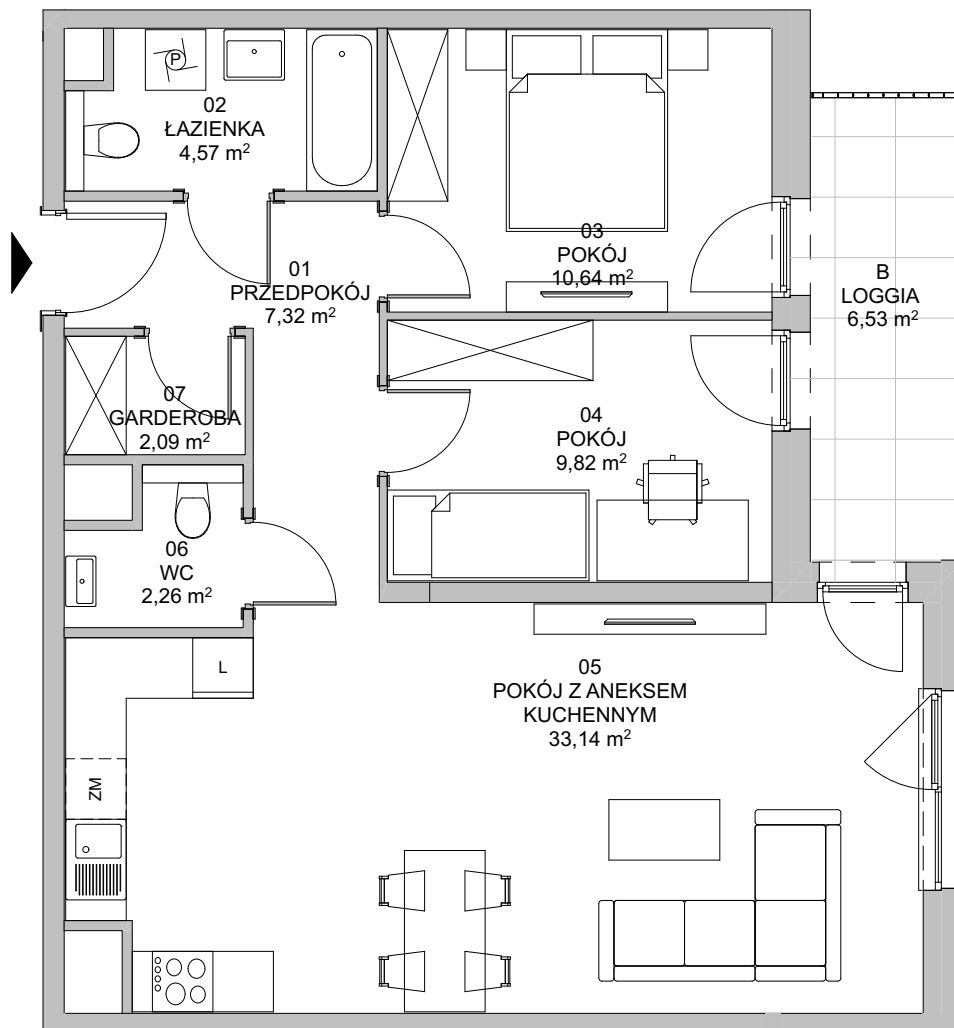 P
02
ŁAZIENKA
4,57 m²
03
POKÓJ
10,64 m²
01
PRZEDPOKÓJ
7,32 m²
B
LOGGIA
6,53 m²
07
GARDEROBA
2,09 m²
04
POKÓJ
9,82 m²
06
WC
2,26 m²
L
05
POKÓJ Z ANEKSEM
KUCHENNYM
33,14 m²
ZM